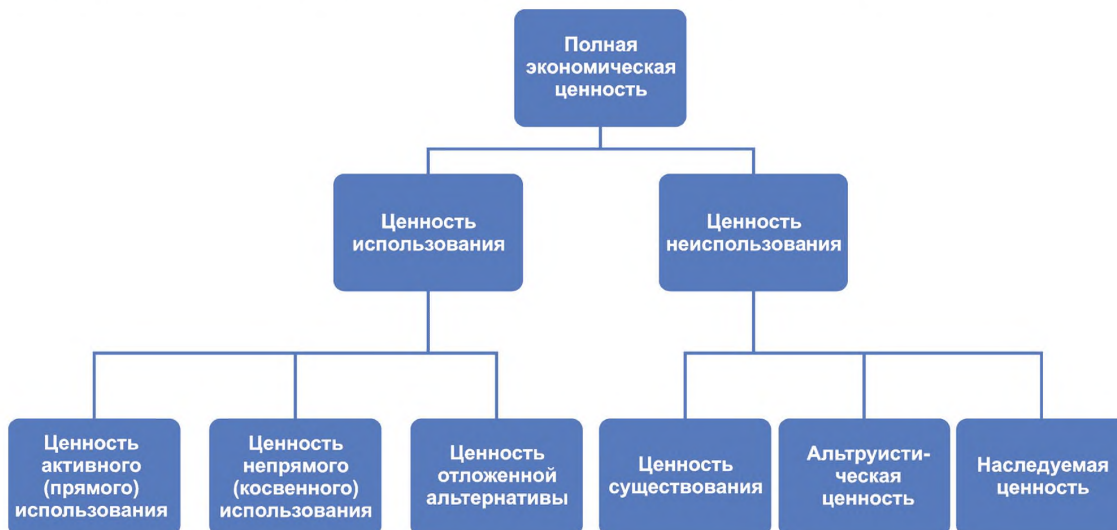 Полная
экономическая
ценность
Ценность
использования
Ценность
неиспользования
Ценность
активного
(прямого)
использования
Ценность
непрямого
(косвенного)
использования
Ценность
отложенной
альтернативы
Ценность
существования
Альтруисти-
ческая
ценность
Наследуемая
ценность